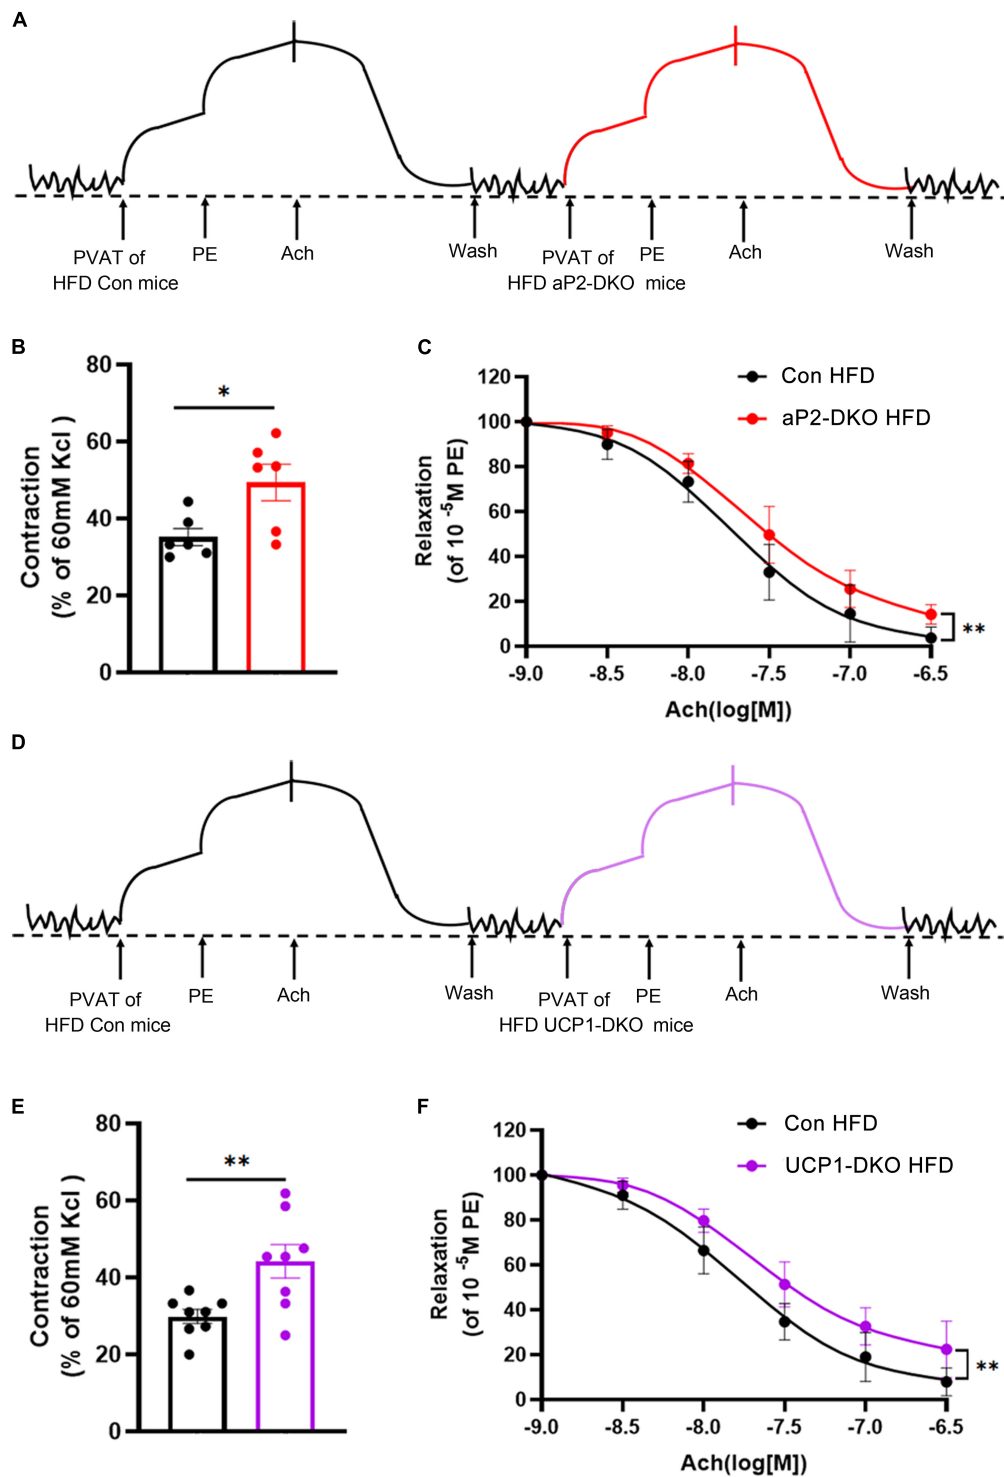 A
PVAT of
HFD Con mice
PE
Ach
Wash
PVAT of
HFD aP2-DKO  mice
PE
Ach
Wash
B
Contraction
(% of 60mM Kcl )
80
60
40
20
0
*
C
Con HFD
aP2-DKO HFD
Relaxation
(of 10 -5M PE)
120
100
80
60
40
20
0
**
-9.0 -8.5 -8.0 -7.5 -7.0 -6.5
Ach(log[M])
D
PVAT of
HFD Con mice
PE
Ach
Wash
PVAT of
HFD UCP1-DKO  mice
PE
Ach
Wash
E
Contraction
(% of 60mM Kcl )
80
60
40
20
0
**
F
Con HFD
UCP1-DKO HFD
Relaxation
(of 10 -5M PE)
120
100
80
60
40
20
0
**
-9.0 -8.5 -8.0 -7.5 -7.0 -6.5
Ach(log[M])